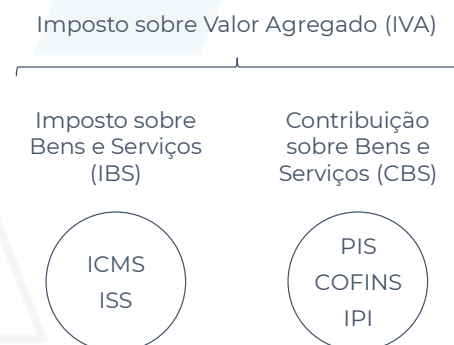 Imposto sobre Valor Agregado (IVA)
Imposto sobre
Bens e Serviços
(IBS)
Contribuição
sobre Bens e
Serviços (CBS)
ICMS
ISS
PIS
COFINS
IPI